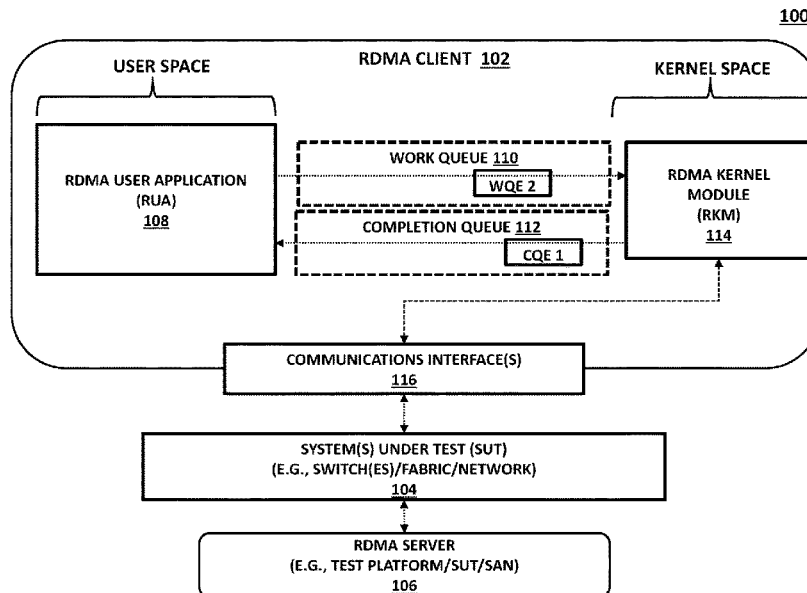 100
RDMA CLIENT 102
USER SPACE
KERNEL SPACE
RDMA USER APPLICATION
(RUA)
108
WORK QUEUE 110
WQE 2
COMPLETION QUEUE 112
CQE 1
RDMA KERNEL
MODULE
(RKM)
114
COMMUNICATIONS INTERFACE(S)
116
SYSTEM(S) UNDER TEST (SUT)
(E.G., SWITCH(ES)/FABRIC/NETWORK)
104
RDMA SERVER
(E.G., TEST PLATFORM/SUT/SAN)
106